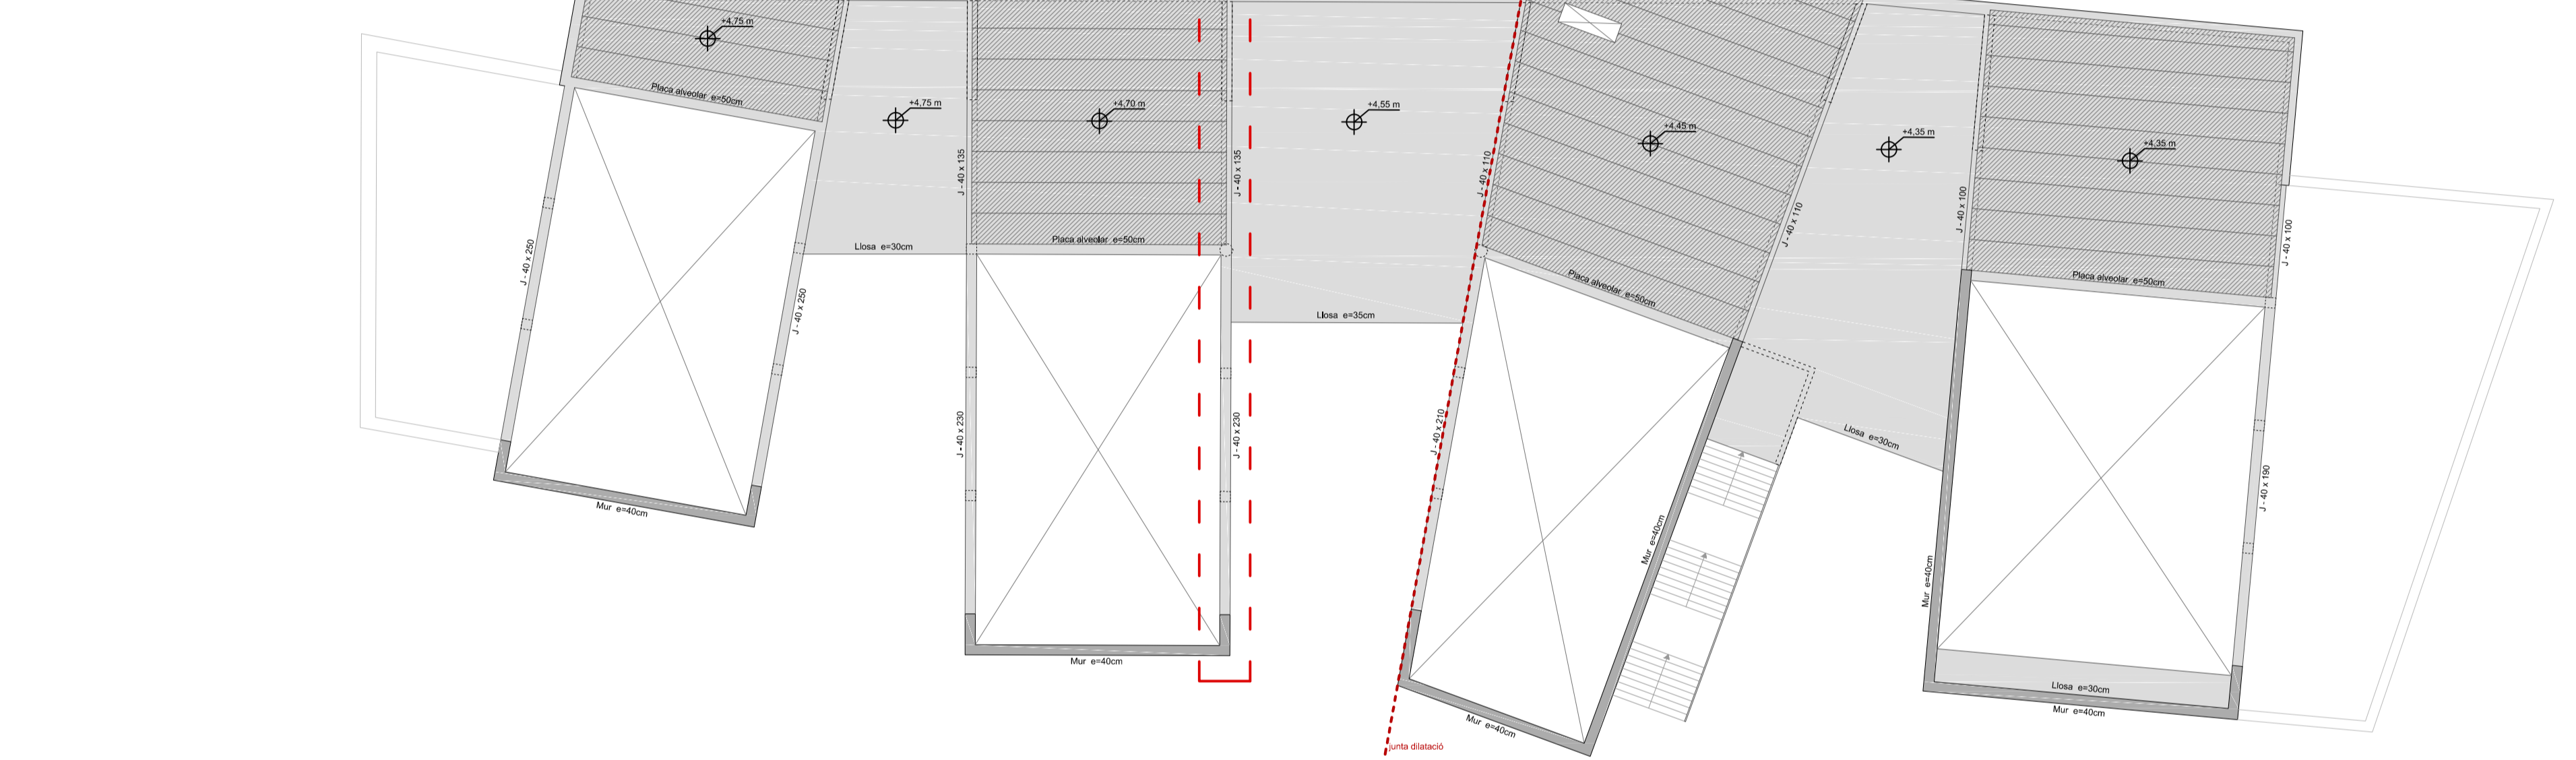 +4,75 m
Placa alveolar e=50cm
+4,75 m
+4,70 m
+4,55 m
+4,45 m
+4,35 m
+4,35 m
J - 40 x 135
J - 40 x 135
J - 40 x 110
J - 40 x 110
J - 40 x 100
J - 40 x 100
J - 40 x 250
Llosa e=30cm
Placa alveolar e=50cm
Placa alveolar e=50cm
Placa alveolar e=50cm
J - 40 x 250
Llosa e=35cm
J - 40 x 230
J - 40 x 230
J - 40 x 210
Llosa e=30cm
J - 40 x 190
Mur e=40cm
Mur e=40cm
Mur e=40cm
Mur e=40cm
Llosa e=30cm
Mur e=40cm
Mur e=40cm
junta dilatació